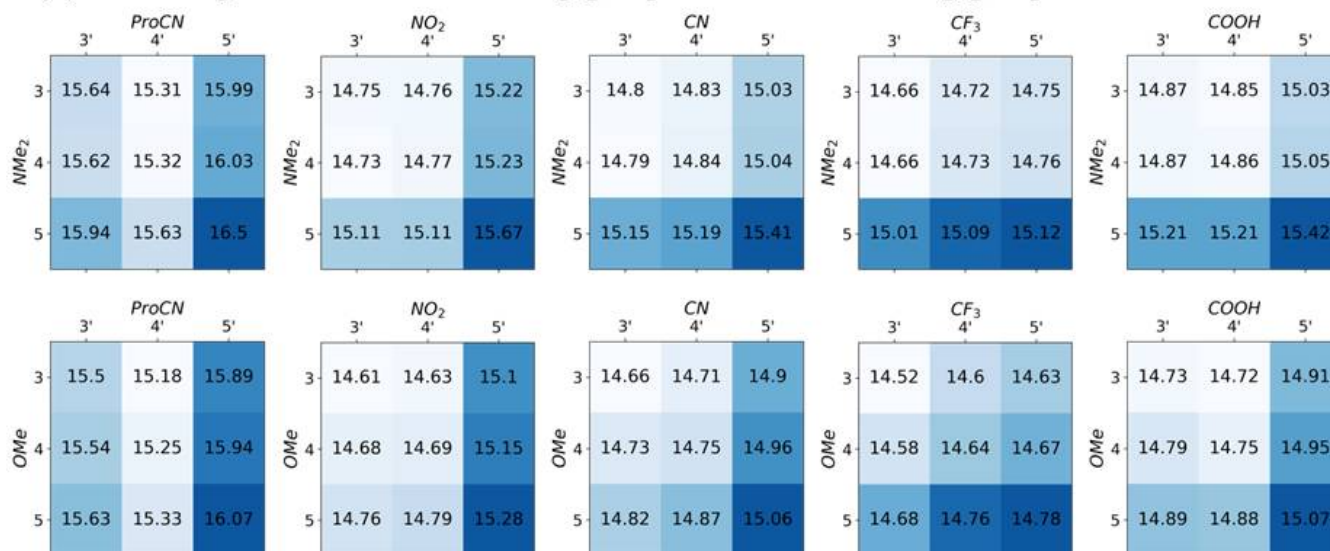 ProCN NO2 CN CF3 COOH
3' 4' 5' 3' 4' 5' 3' 4' 5' 3' 4' 5' 3' 4' 5'
3 15.64 15.31 15.99 3 14.75 14.76 15.22 3 14.8 14.83 15.03 3 14.66 14.72 14.75 3 14.87 14.85 15.03
NMe2 4 15.62 15.32 16.03 NMe2 4 14.73 14.77 15.23 NMe2 4 14.79 14.84 15.04 NMe2 4 14.66 14.73 14.76 NMe2 4 14.87 14.86 15.05
5 15.94 15.63 16.5 5 15.11 15.11 15.67 5 15.15 15.19 15.41 5 15.01 15.09 15.12 5 15.21 15.21 15.42
ProCN NO2 CN CF3 COOH
3' 4' 5' 3' 4' 5' 3' 4' 5' 3' 4' 5' 3' 4' 5'
3 15.5 15.18 15.89 3 14.61 14.63 15.1 3 14.66 14.71 14.9 3 14.52 14.6 14.63 3 14.73 14.72 14.91
OMe 4 15.54 15.25 15.94 OMe 4 14.68 14.69 15.15 OMe 4 14.73 14.75 14.96 OMe 4 14.58 14.64 14.67 OMe 4 14.79 14.75 14.95
5 15.63 15.33 16.07 5 14.76 14.79 15.28 5 14.82 14.87 15.06 5 14.68 14.76 14.78 5 14.89 14.88 15.07